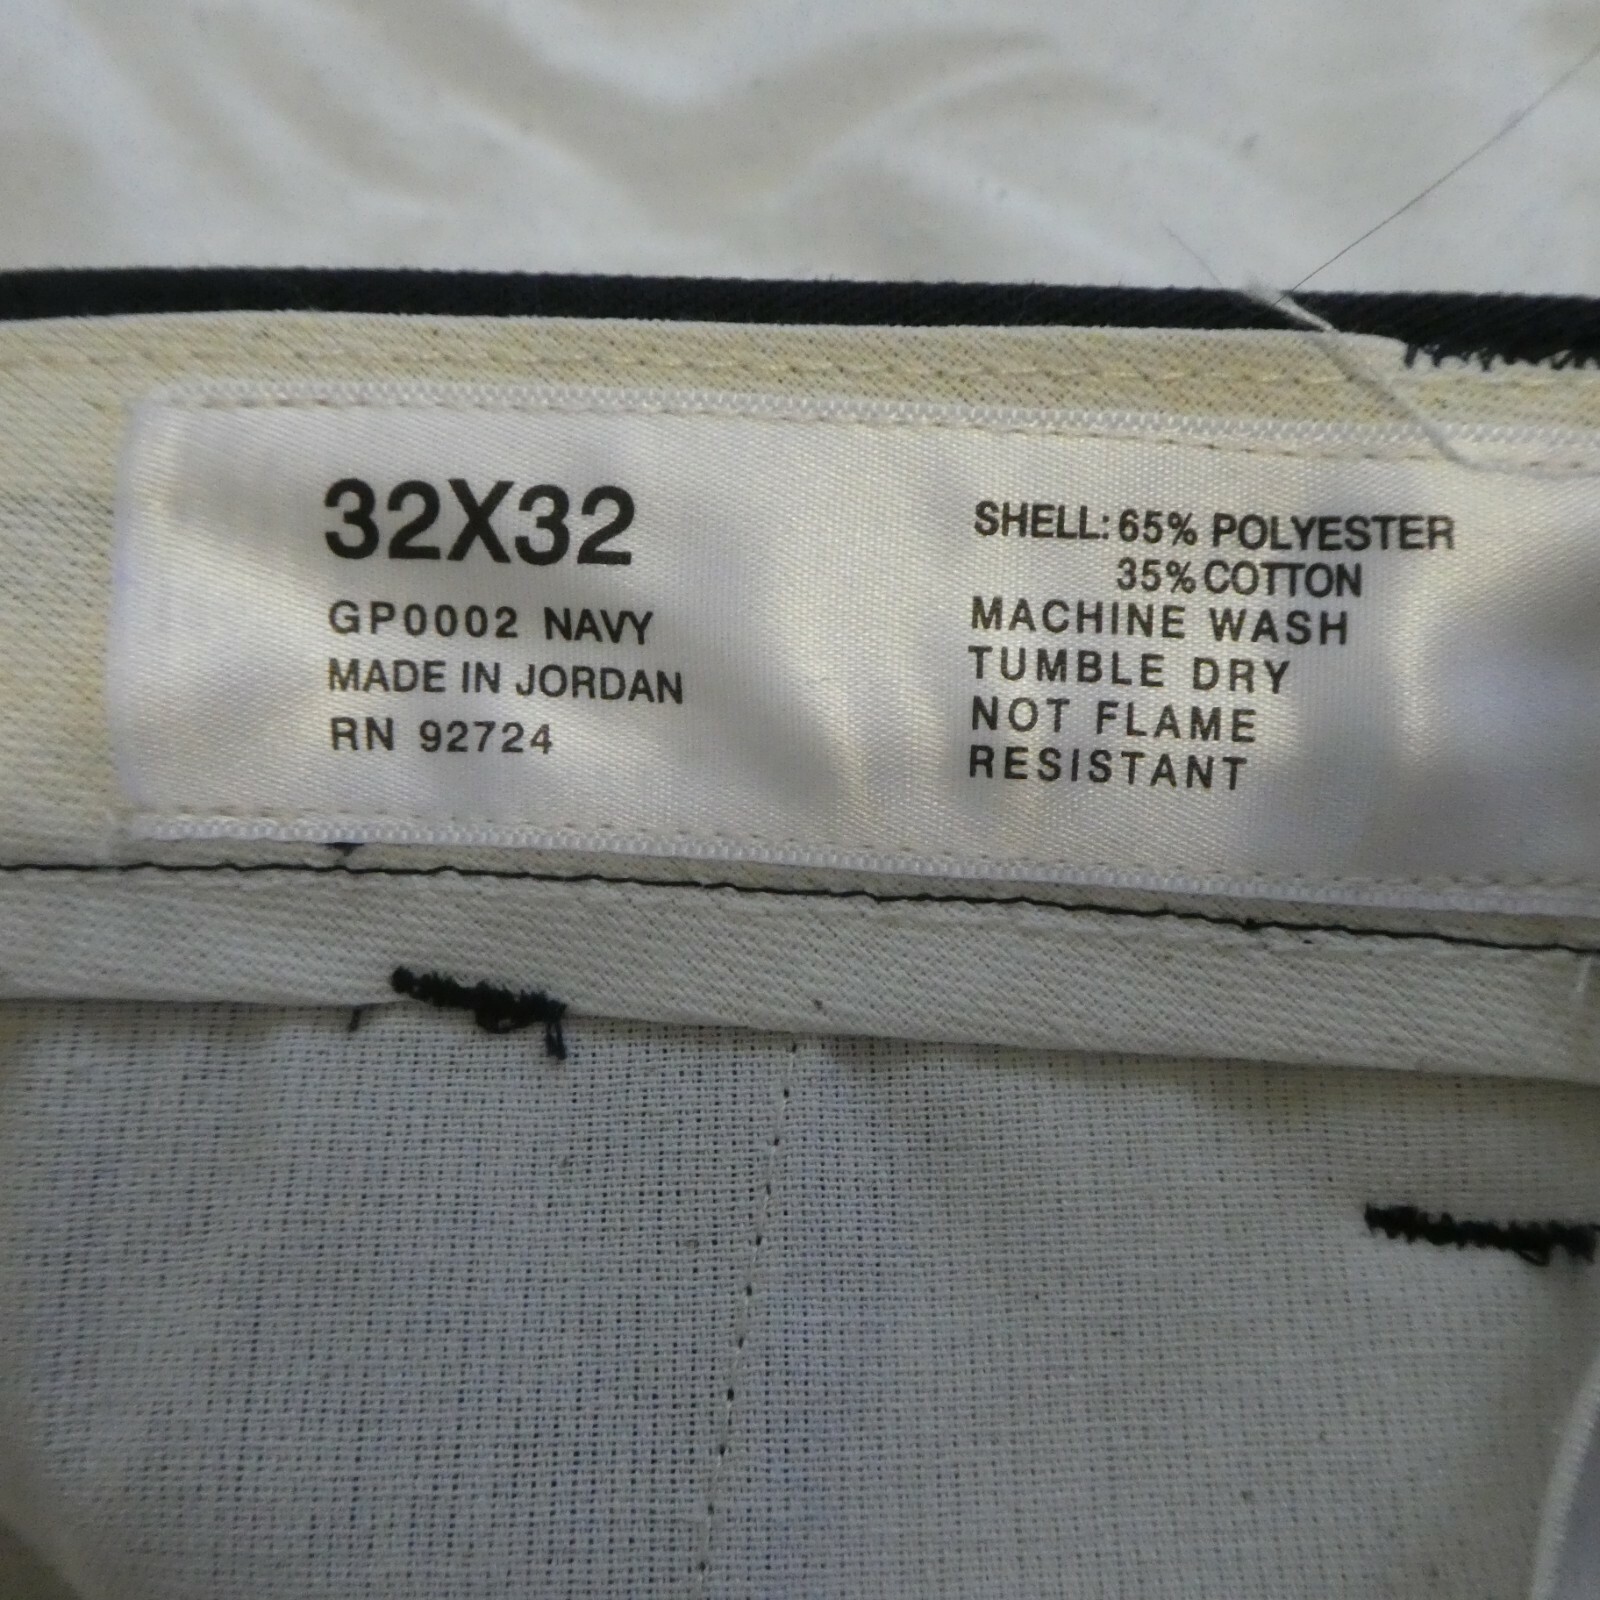 32X32
GP0002 NAVY
MADE IN JORDAN
RN 92724
SHELL: 65% POLYESTER
35% COTTON
MACHINE WASH
TUMBLE DRY
NOT FLAME
RESISTANT